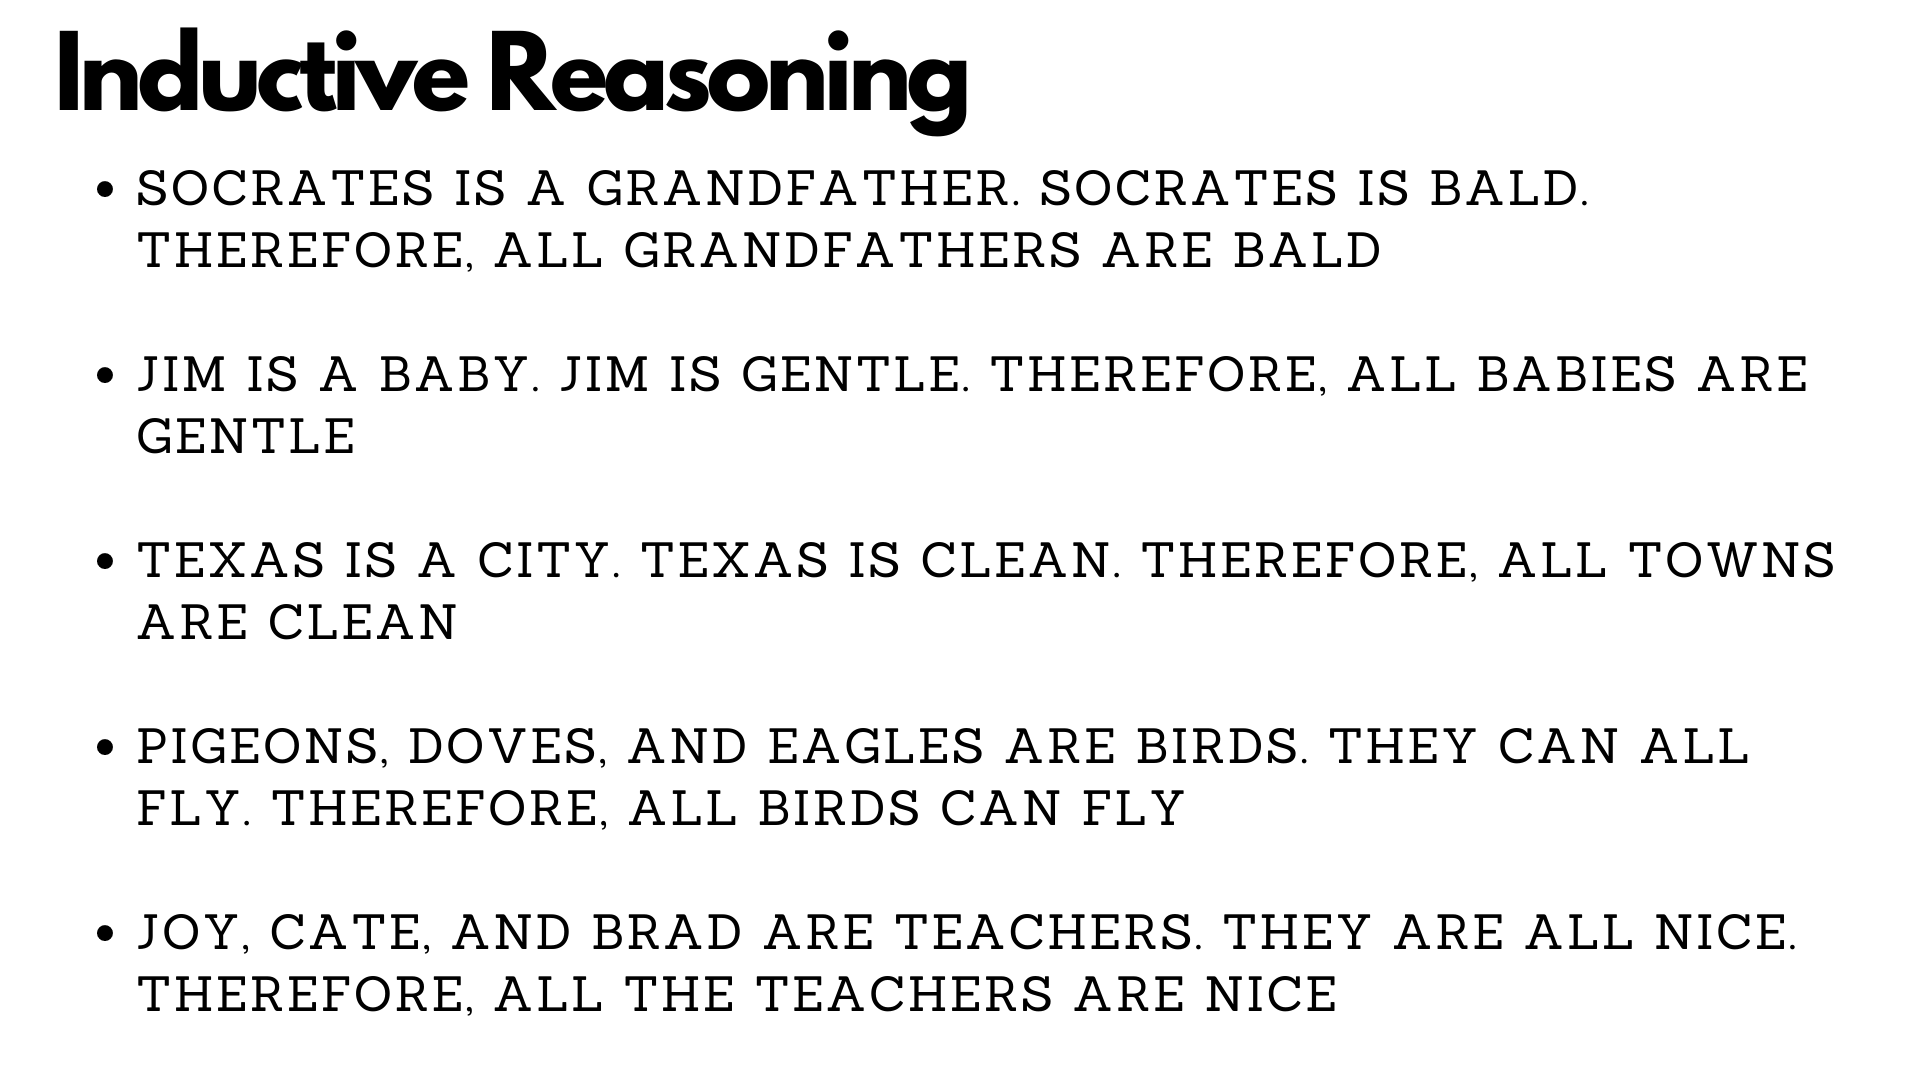 Inductive Reasoning
• SOCRATES IS A GRANDFATHER. SOCRATES IS BALD.
THEREFORE, ALL GRANDFATHERS ARE BALD
• JIM IS A BABY. JIM IS GENTLE. THEREFORE, ALL BABIES ARE
GENTLE
• TEXAS IS A CITY. TEXAS IS CLEAN. THEREFORE, ALL TOWNS
ARE CLEAN
• PIGEONS, DOVES, AND EAGLES ARE BIRDS. THEY CAN ALL
FLY. THEREFORE, ALL BIRDS CAN FLY
• JOY, CATE, AND BRAD ARE TEACHERS. THEY ARE ALL NICE.
THEREFORE, ALL THE TEACHERS ARE NICE